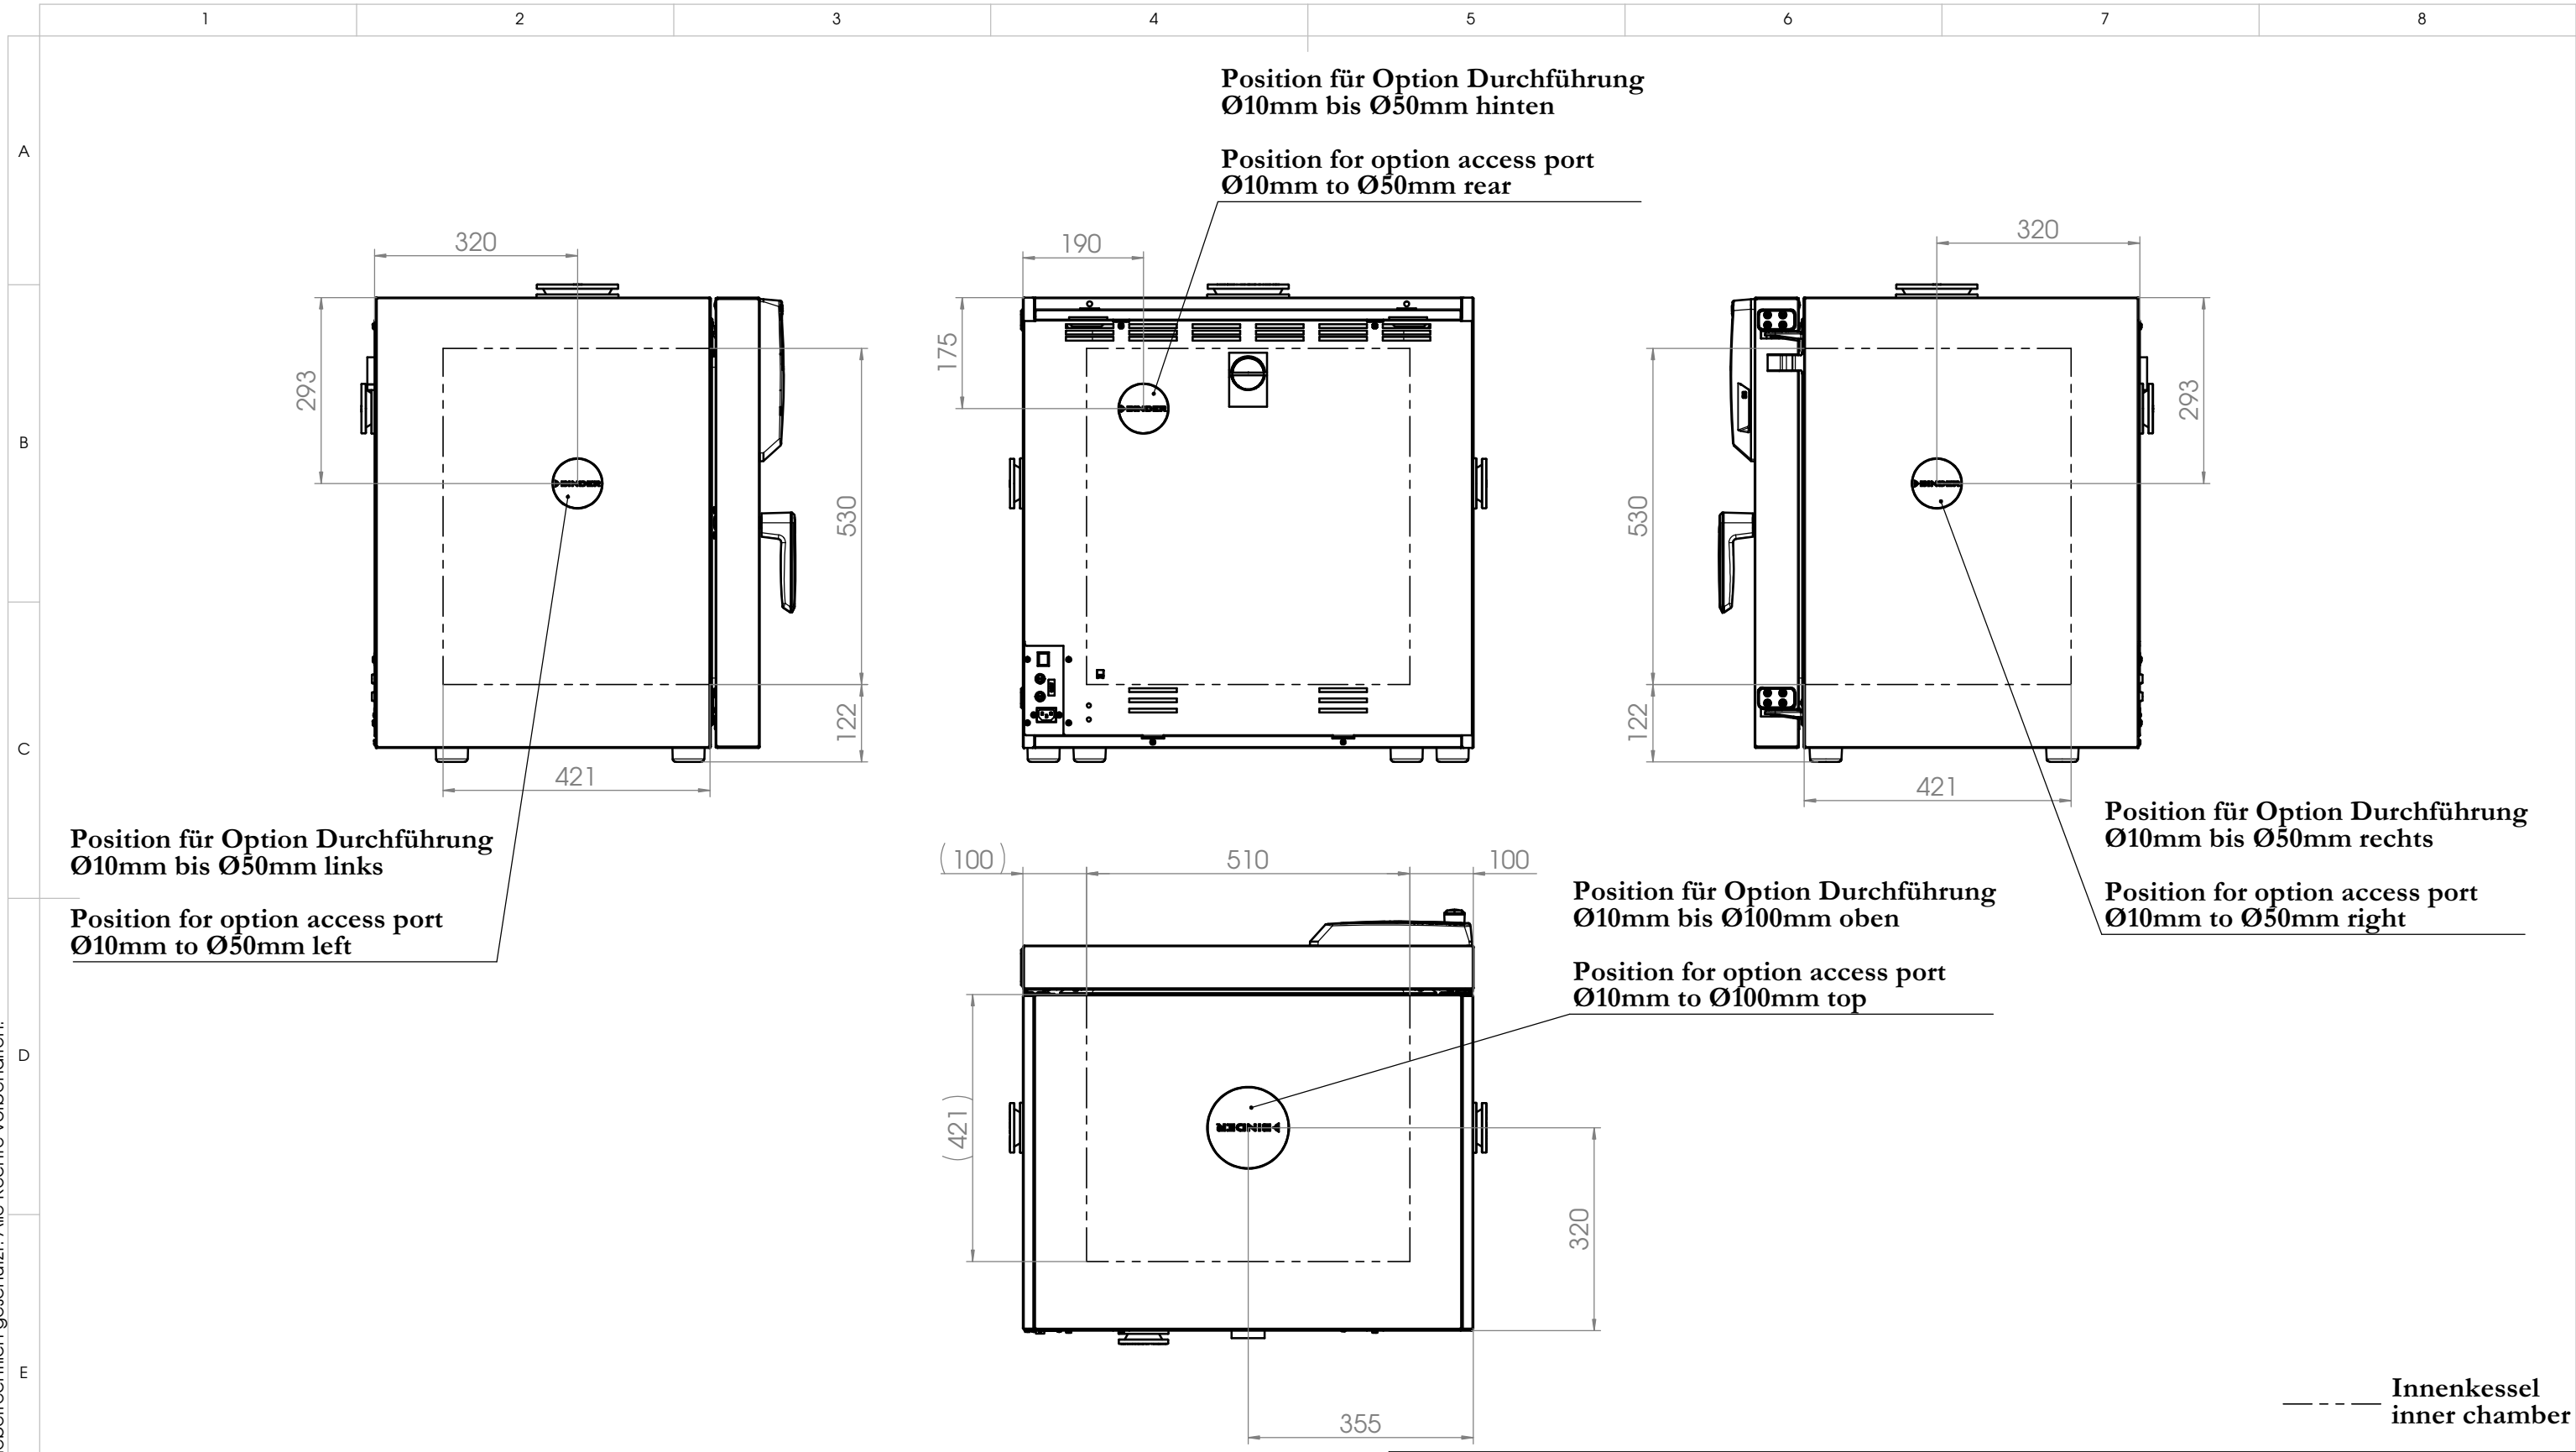 1 2 3 4 5 6 7 8
A
B
C
D
E
Position für Option Durchführung
Ø10mm bis Ø50mm hinten
Position for option access port
Ø10mm to Ø50mm rear
320
293
530
122
421
BINDER
190
175
BINDER
320
293
530
122
421
BINDER
Position für Option Durchführung
Ø10mm bis Ø50mm links
Position for option access port
Ø10mm to Ø50mm left
Position für Option Durchführung
Ø10mm bis Ø50mm rechts
Position for option access port
Ø10mm to Ø50mm right
(100) 510 100
Position für Option Durchführung
Ø10mm bis Ø100mm oben
Position for option access port
Ø10mm to Ø100mm top
(421)
BINDER
320
355
Innenkessel
inner chamber